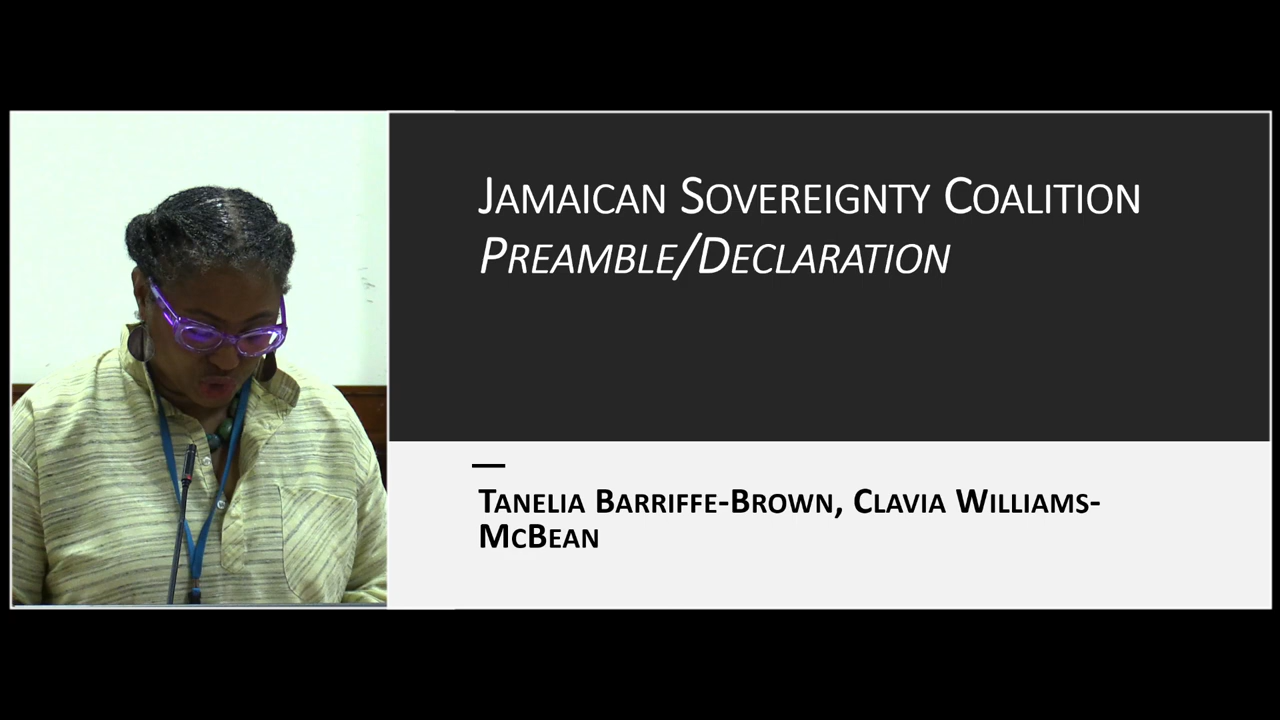 Jamaican Sovereignty Coalition
Preamble/Declaration
Tanelia Barriffe-Brown, Clavia Williams-
McBean